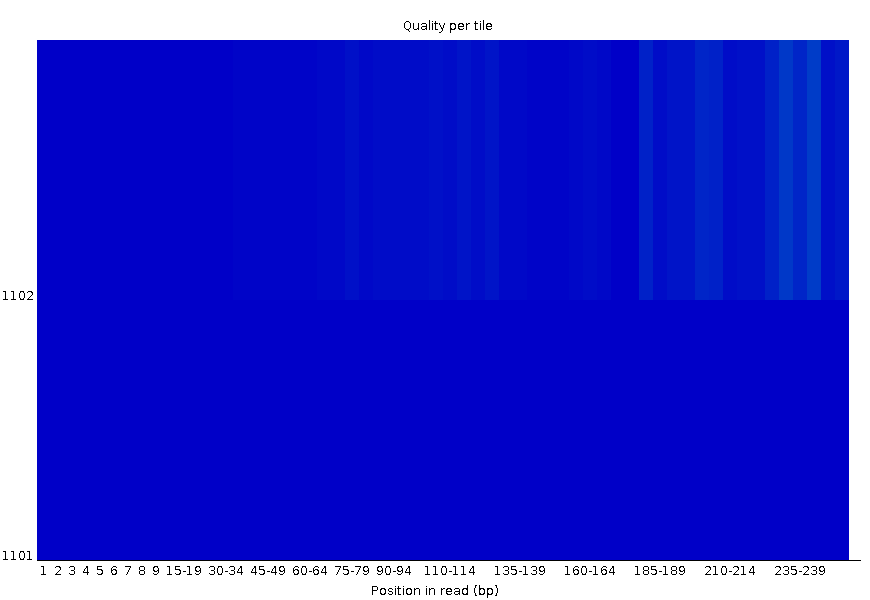 Quality per tile
1102
1101
1 2 3 4 5 6 7 8 9 15-19 30-34 45-49 60-64 75-79 90-94 110-114 135-139 160-164 185-189 210-214 235-239
Position in read (bp)